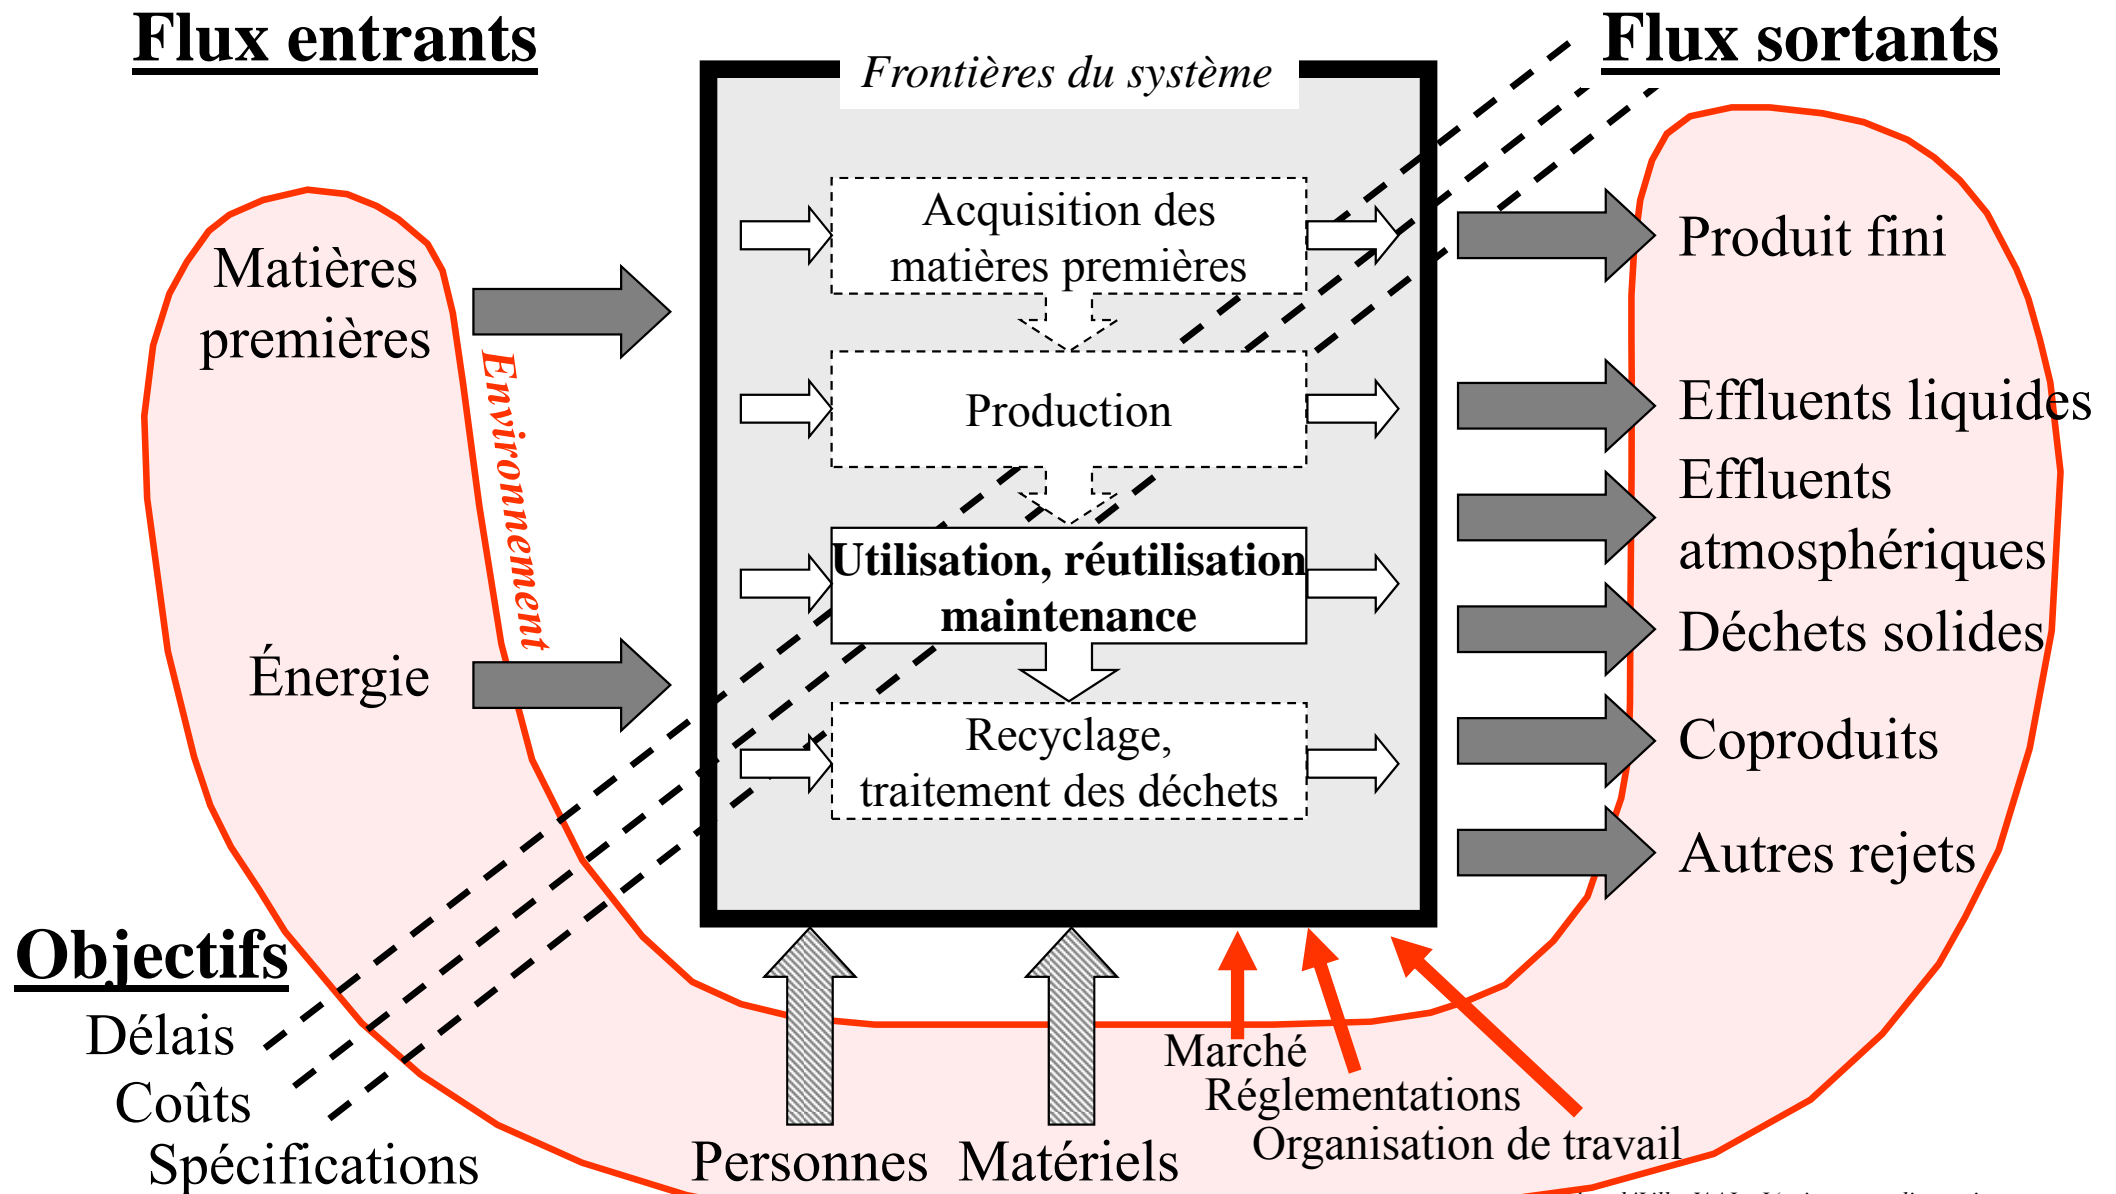 Flux entrants
Flux sortants
Frontières du système
Matières
premières
Énergie
Environnement
Acquisition des
matières premières
Production
Utilisation, réutilisation
maintenance
Recyclage,
traitement des déchets
Produit fini
Effluents liquides
Effluents
atmosphériques
Déchets solides
Coproduits
Autres rejets
Objectifs
Délais
Coûts
Spécifications
Personnes
Matériels
Marché
Réglementations
Organisation de travail